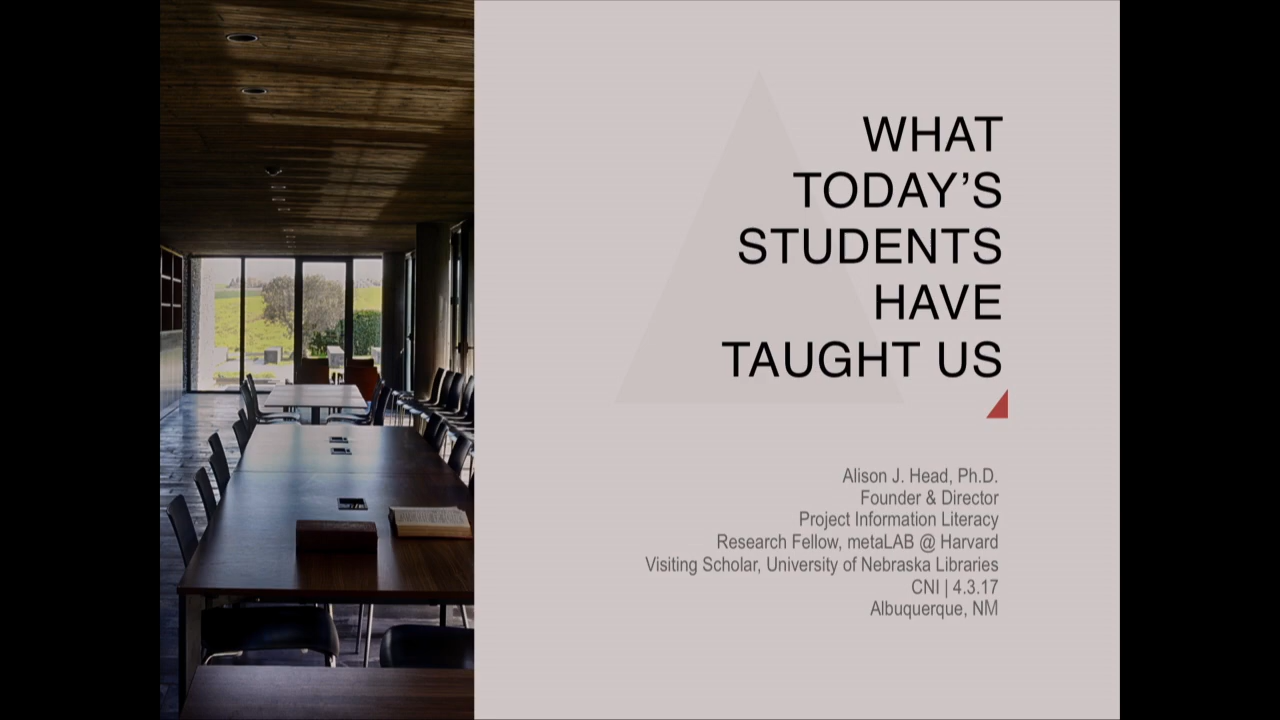 WHAT
TODAY’S
STUDENTS
HAVE
TAUGHT US
Alison J. Head, Ph.D.
Founder & Director
Project Information Literacy
Research Fellow, metaLAB @ Harvard
Visiting Scholar, University of Nebraska Libraries
CNI | 4.3.17
Albuquerque, NM